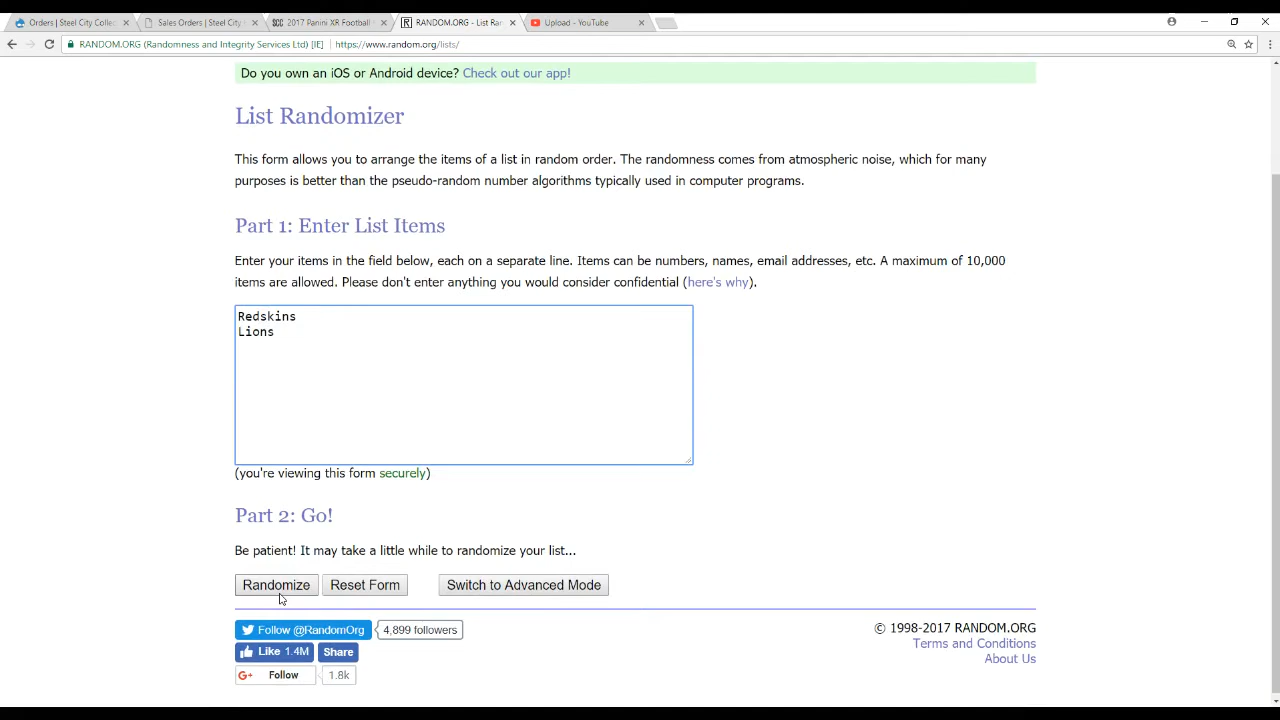 Orders | Steel City Colle
Sales Orders | Steel City
2017 Panini XR Football
RANDOM.ORG - List Ran
Upload - YouTube
RANDOM.ORG (Randomness and Integrity Services Ltd) [IE]
https://www.random.org/lists/
Do you own an iOS or Android device? Check out our app!
List Randomizer
This form allows you to arrange the items of a list in random order. The randomness comes from atmospheric noise, which for many
purposes is better than the pseudo-random number algorithms typically used in computer programs.
Part 1: Enter List Items
Enter your items in the field below, each on a separate line. Items can be numbers, names, email addresses, etc. A maximum of 10,000
items are allowed. Please don't enter anything you would consider confidential (here's why).
Redskins
Lions
(you're viewing this form securely)
Part 2: Go!
Be patient! It may take a little while to randomize your list...
Randomize
Reset Form
Switch to Advanced Mode
Follow @RandomOrg
4,899 followers
© 1998-2017 RANDOM.ORG
Like 1.4M
Share
Terms and Conditions
About Us
G+ Follow
1.8k